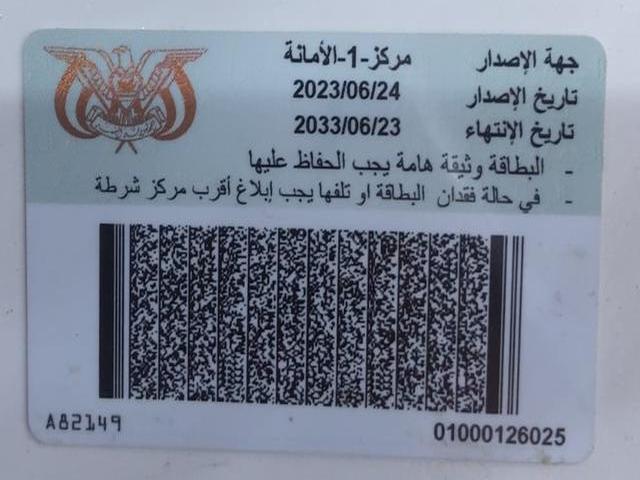 جهة الإصدار مركز-1-الأمانة
تاريخ الإصدار 2023/06/24
تاريخ الإنتهاء 2033/06/23
- البطاقة وثيقة هامة يجب الحفاظ عليها
- في حالة فقدان البطاقة او تلفها يجب إبلاغ أقرب مركز شرطة
A82149
01000126025